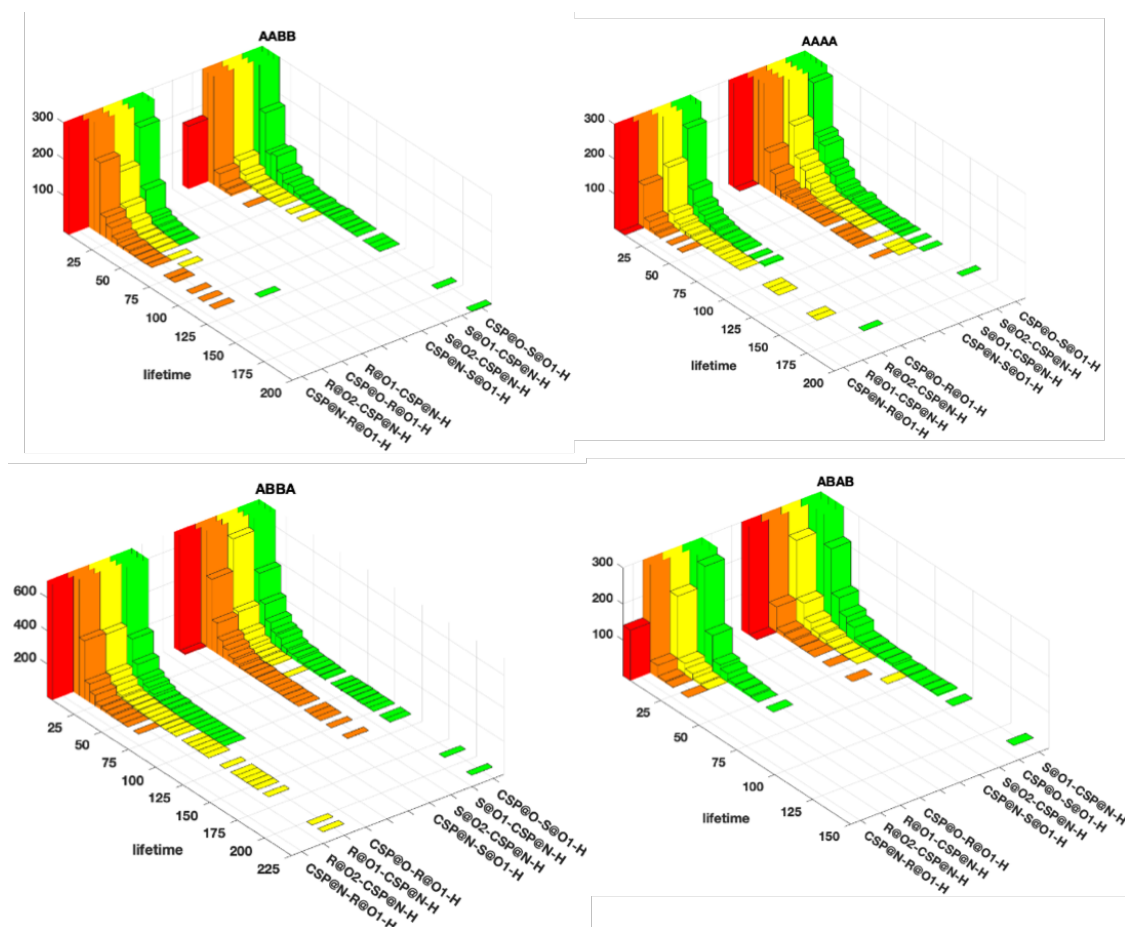 AABB
300
200
100
25
50
75
100
125
150
175
200
lifetime
CSP@O-S@O1-H
S@O1-CSP@N-H
S@O2-CSP@N-H
CSP@N-S@O1-H
R@O1-CSP@N-H
CSP@O-R@O1-H
R@O2-CSP@N-H
CSP@N-R@O1-H
AAAA
300
200
100
25
50
75
100
125
150
175
200
lifetime
CSP@O-S@O1-H
S@O2-CSP@N-H
S@O1-CSP@N-H
CSP@N-S@O1-H
CSP@O-R@O1-H
R@O2-CSP@N-H
R@O1-CSP@N-H
CSP@N-R@O1-H
ABBA
600
400
200
25
50
75
100
125
150
175
200
225
lifetime
CSP@O-S@O1-H
S@O1-CSP@N-H
S@O2-CSP@N-H
CSP@N-S@O1-H
CSP@O-R@O1-H
R@O1-CSP@N-H
R@O2-CSP@N-H
CSP@N-R@O1-H
ABAB
300
200
100
25
50
75
100
125
150
lifetime
S@O1-CSP@N-H
CSP@O-S@O1-H
S@O2-CSP@N-H
CSP@N-S@O1-H
CSP@O-R@O1-H
R@O1-CSP@N-H
R@O2-CSP@N-H
CSP@N-R@O1-H